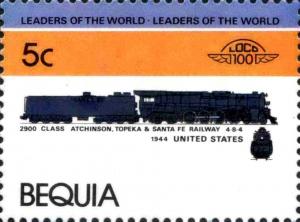 LEADERS OF THE WORLD · LEADERS OF THE WORLD
5c
LOCO
100
2900 CLASS ATCHINSON, TOPEKA & SANTA FE RAILWAY 4-8-4
1944 UNITED STATES
BEQUIA